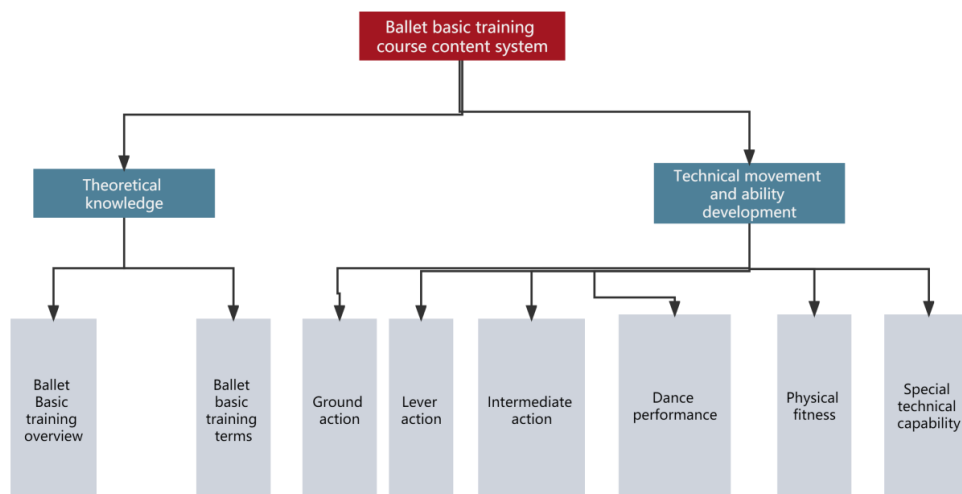 Ballet basic training
course content system
Theoretical
knowledge
Technical movement
and ability
development
Ballet
Basic
training
overview
Ballet
basic
training
terms
Ground
action
Lever
action
Intermediate
action
Dance
performance
Physical
fitness
Special
technical
capability